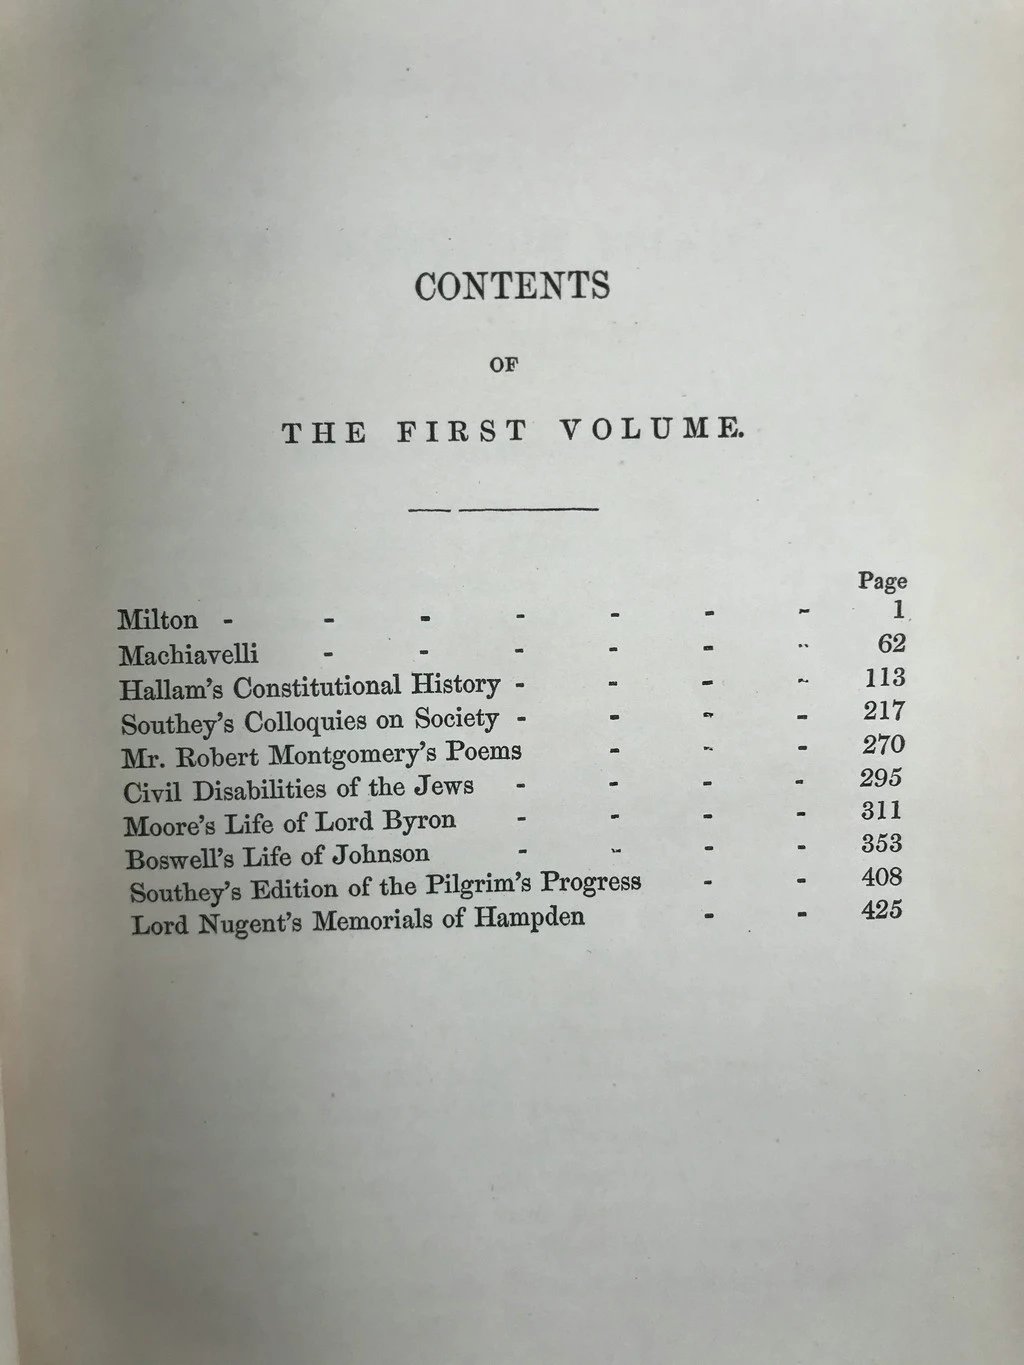 CONTENTS
OF
THE FIRST VOLUME.
Page
Milton - - - - - - - 1
Machiavelli - - - - - - 62
Hallam's Constitutional History - - - - 113
Southey's Colloquies on Society - - - - 217
Mr. Robert Montgomery's Poems - - - 270
Civil Disabilities of the Jews - - - - 295
Moore's Life of Lord Byron - - - - 311
Boswell's Life of Johnson - - - - 353
Southey's Edition of the Pilgrim's Progress - - 408
Lord Nugent's Memorials of Hampden - - 425